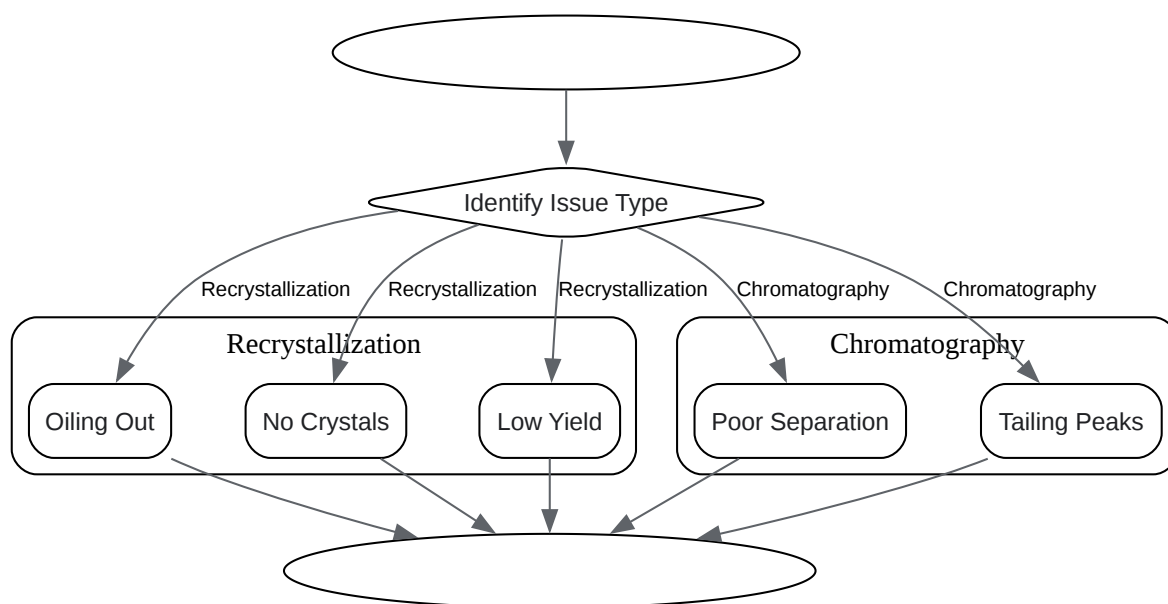 Identify Issue Type
Recrystallization Recrystallization Recrystallization Chromatography Chromatography
Recrystallization Chromatography
Oiling Out No Crystals Low Yield Poor Separation Tailing Peaks